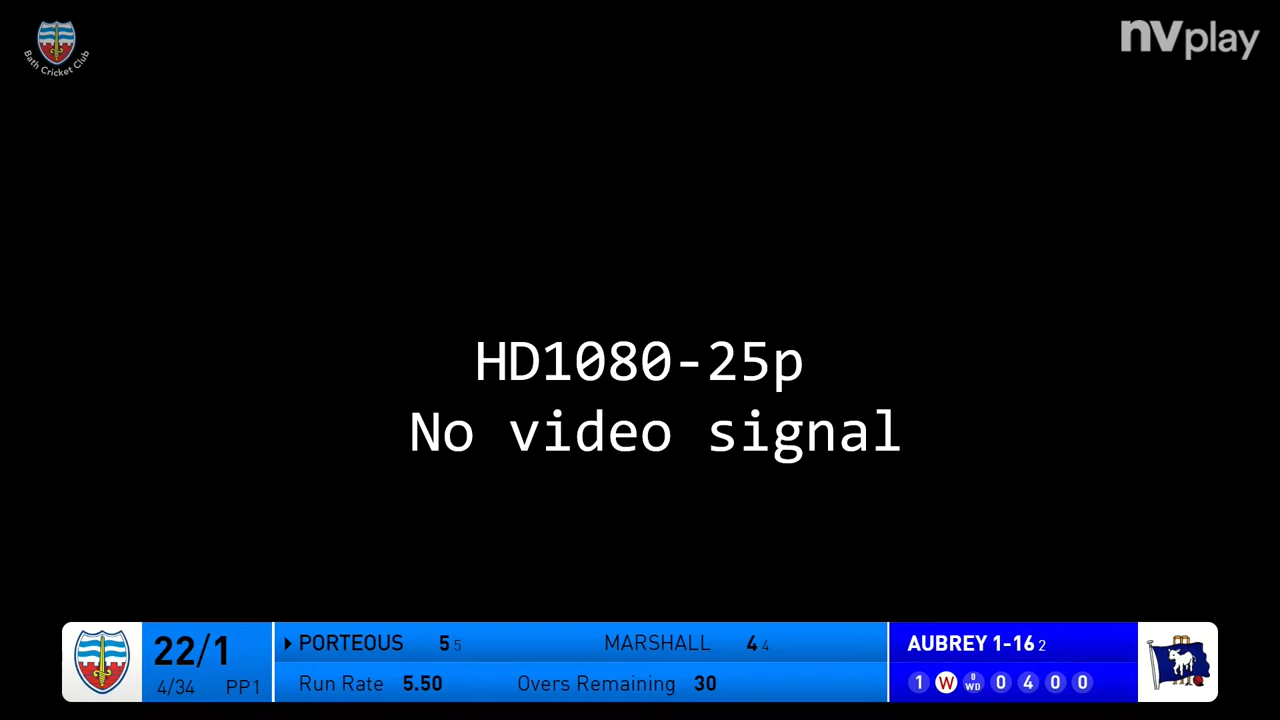 Bath Cricket Club
nvplay
HD1080-25p
No video signal
22/1
4/34 PP1
PORTEOUS 5 5 MARSHALL 4 4
Run Rate 5.50 Overs Remaining 30
AUBREY 1-16 2
1 W 0 WD 0 4 0 0